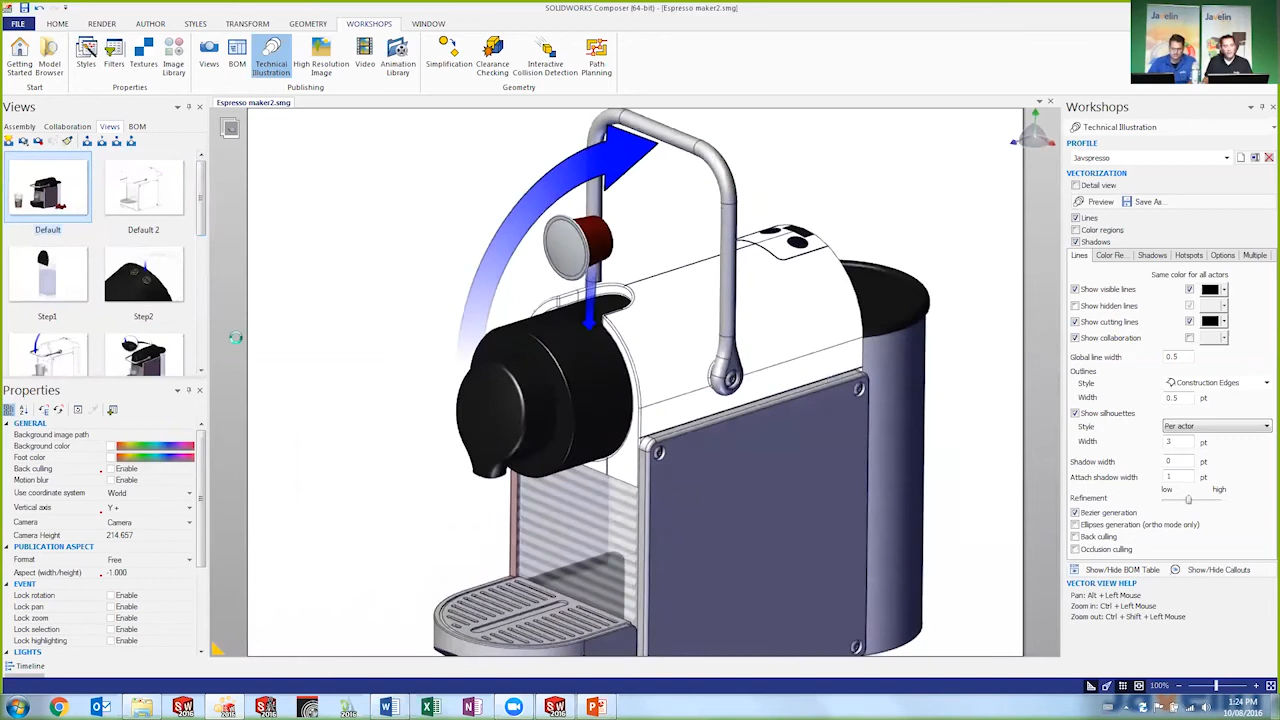 SOLIDWORKS Composer (64-bit) - [Espresso maker2.smg]
FILE HOME RENDER AUTHOR STYLES TRANSFORM GEOMETRY WORKSHOPS WINDOW
Getting Started
Model Browser
Styles
Filters
Textures
Image Library
Views
BOM
Technical Illustration
High Resolution Image
Video
Animation Library
Simplification
Clearance Checking
Interactive Collision Detection
Path Planning
Start
Properties
Publishing
Geometry
Javelin
Javelin
Views
Assembly Collaboration Views BOM
Default
Default 2
Step1
Step2
Espresso maker2.smg
Properties
GENERAL
Background image path
Background color
Foot color
Back culling Enable
Motion blur Enable
Use coordinate system World
Vertical axis Y +
Camera Camera
Camera Height 214.657
PUBLICATION ASPECT
Format Free
Aspect (width/height) -1.000
EVENT
Lock rotation Enable
Lock pan Enable
Lock zoom Enable
Lock selection Enable
Lock highlighting Enable
LIGHTS
Timeline
Workshops
Technical Illustration
PROFILE
Javspresso
VECTORIZATION
Detail view
Preview Save As...
Lines
Color regions
Shadows
Lines Color Re... Shadows Hotspots Options Multiple
Same color for all actors
Show visible lines
Show hidden lines
Show cutting lines
Show collaboration
Global line width 0.5
Outlines
Style Construction Edges
Width 0.5 pt
Show silhouettes
Style Per actor
Width 3 pt
Shadow width 0 pt
Attach shadow width 1 pt
low high
Refinement
Bezier generation
Ellipses generation (ortho mode only)
Back culling
Occlusion culling
Show/Hide BOM Table Show/Hide Callouts
VECTOR VIEW HELP
Pan: Alt + Left Mouse
Zoom in: Ctrl + Left Mouse
Zoom out: Ctrl + Shift + Left Mouse
100%
1:24 PM
10/08/2016